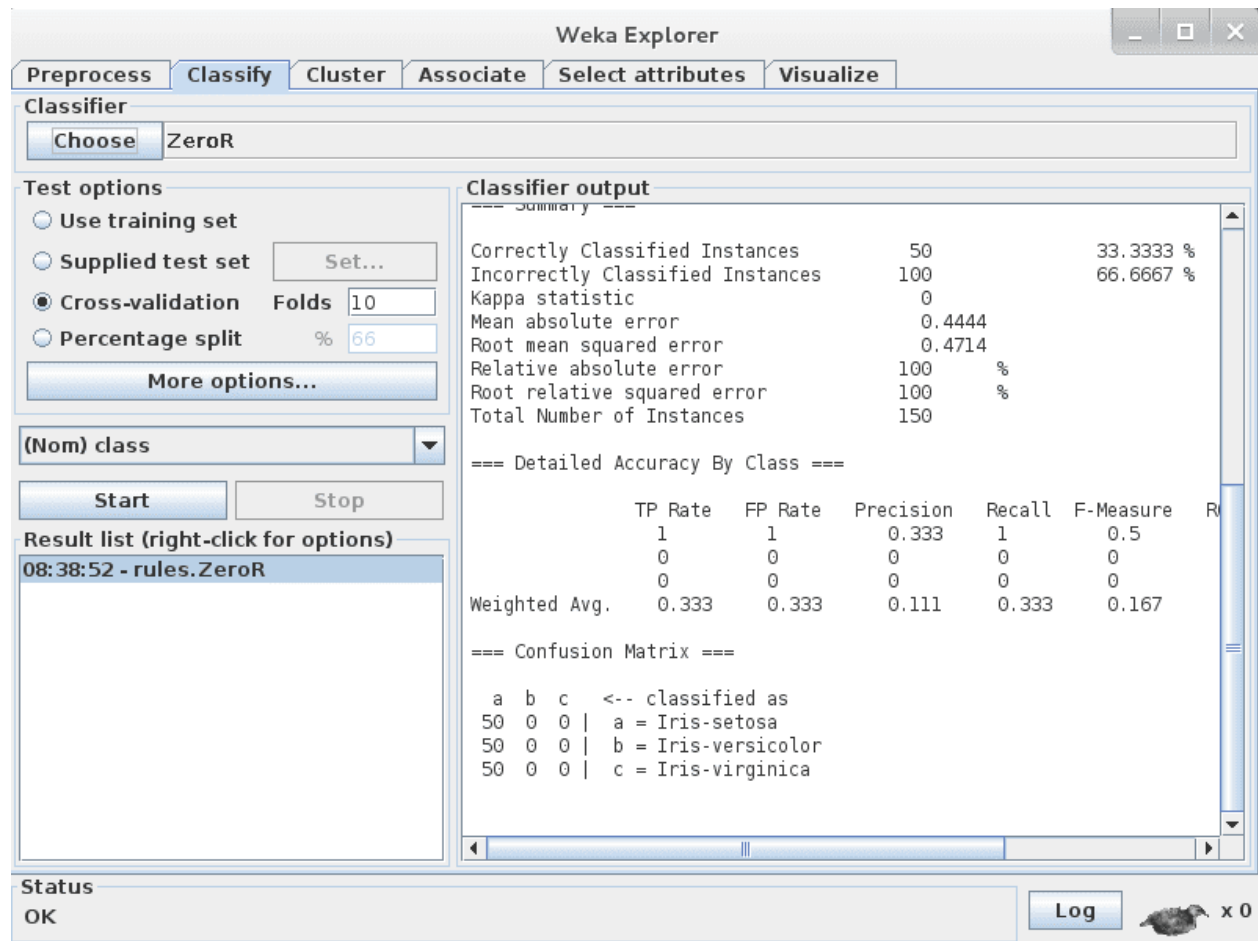 Weka Explorer
Preprocess Classify Cluster Associate Select attributes Visualize
Classifier
Choose ZeroR
Test options
Use training set
Supplied test set Set...
Cross-validation Folds 10
Percentage split % 66
More options...
(Nom) class
Start Stop
Result list (right-click for options)
08:38:52 - rules.ZeroR
Classifier output
=== Summary ===
Correctly Classified Instances 50 33.3333 %
Incorrectly Classified Instances 100 66.6667 %
Kappa statistic 0
Mean absolute error 0.4444
Root mean squared error 0.4714
Relative absolute error 100 %
Root relative squared error 100 %
Total Number of Instances 150
=== Detailed Accuracy By Class ===
TP Rate FP Rate Precision Recall F-Measure
1 1 0.333 1 0.5
0 0 0 0 0
0 0 0 0 0
Weighted Avg. 0.333 0.333 0.111 0.333 0.167
=== Confusion Matrix ===
a b c <-- classified as
50 0 0 | a = Iris-setosa
50 0 0 | b = Iris-versicolor
50 0 0 | c = Iris-virginica
Status
OK
Log x 0